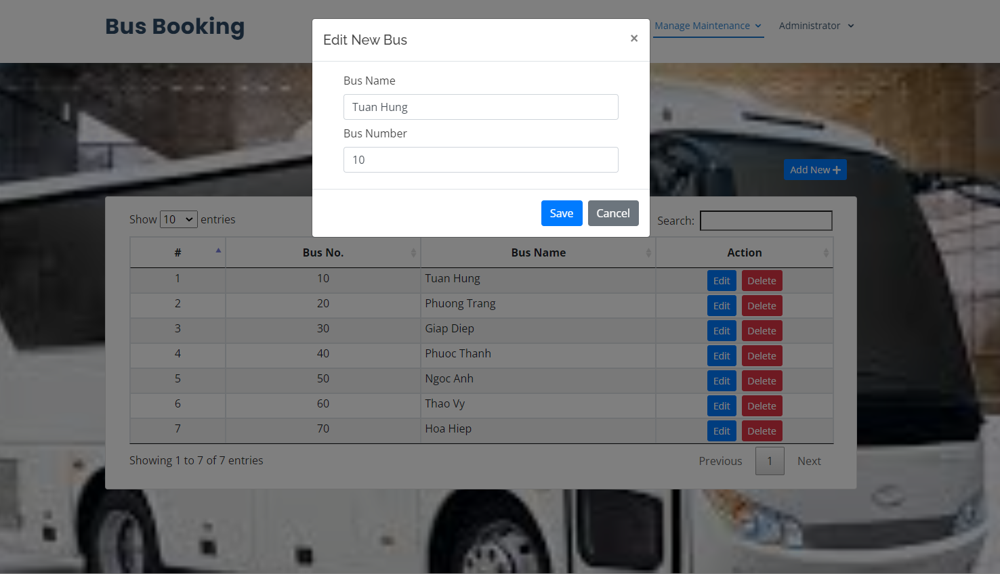 Bus Booking
Manage Maintenance
Administrator
Edit New Bus
×
Bus Name
Tuan Hung
Bus Number
10
Save Cancel
Add New +
Show 10 entries
Search:
# Bus No. Bus Name Action
1 10 Tuan Hung Edit Delete
2 20 Phuong Trang Edit Delete
3 30 Giap Diep Edit Delete
4 40 Phuoc Thanh Edit Delete
5 50 Ngoc Anh Edit Delete
6 60 Thao Vy Edit Delete
7 70 Hoa Hiep Edit Delete
Showing 1 to 7 of 7 entries
Previous 1 Next